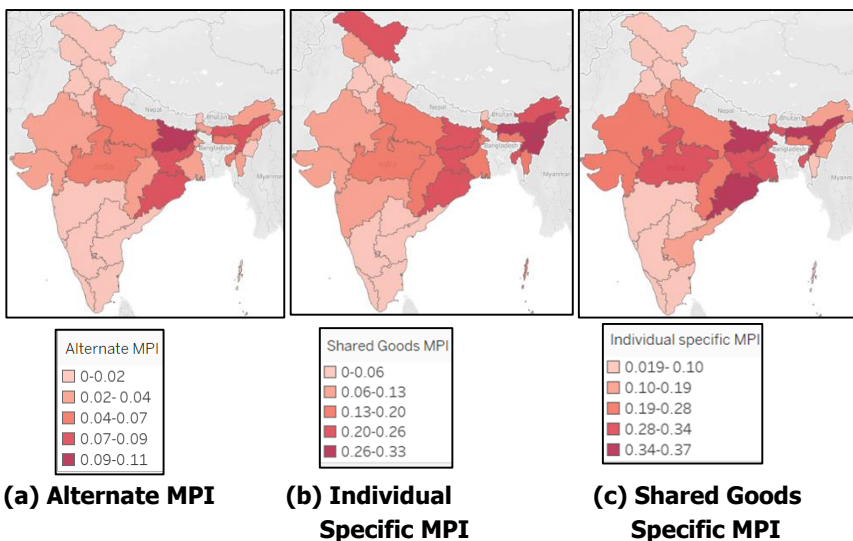 Nepal
Bhutan
Bangladesh
India
Myanmar
Nepal
Bhutan
Bangladesh
India
Myanmar
Nepal
Bhutan
Bangladesh
India
Myanma
Alternate MPI
0-0.02
0.02- 0.04
0.04-0.07
0.07-0.09
0.09-0.11
Shared Goods MPI
0-0.06
0.06-0.13
0.13-0.20
0.20-0.26
0.26-0.33
Individual specific MPI
0.019- 0.10
0.10-0.19
0.19-0.28
0.28-0.34
0.34-0.37
(a) Alternate MPI
(b) Individual
Specific MPI
(c) Shared Goods
Specific MPI